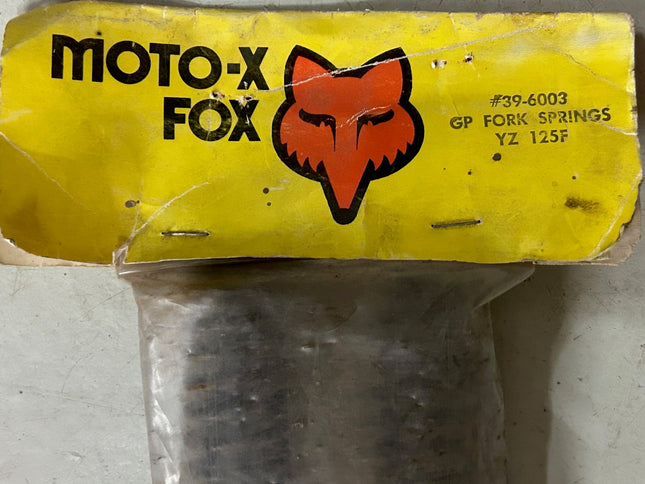 MOTO-X
FOX
#39-6003
GP FORK SPRINGS
YZ 125F